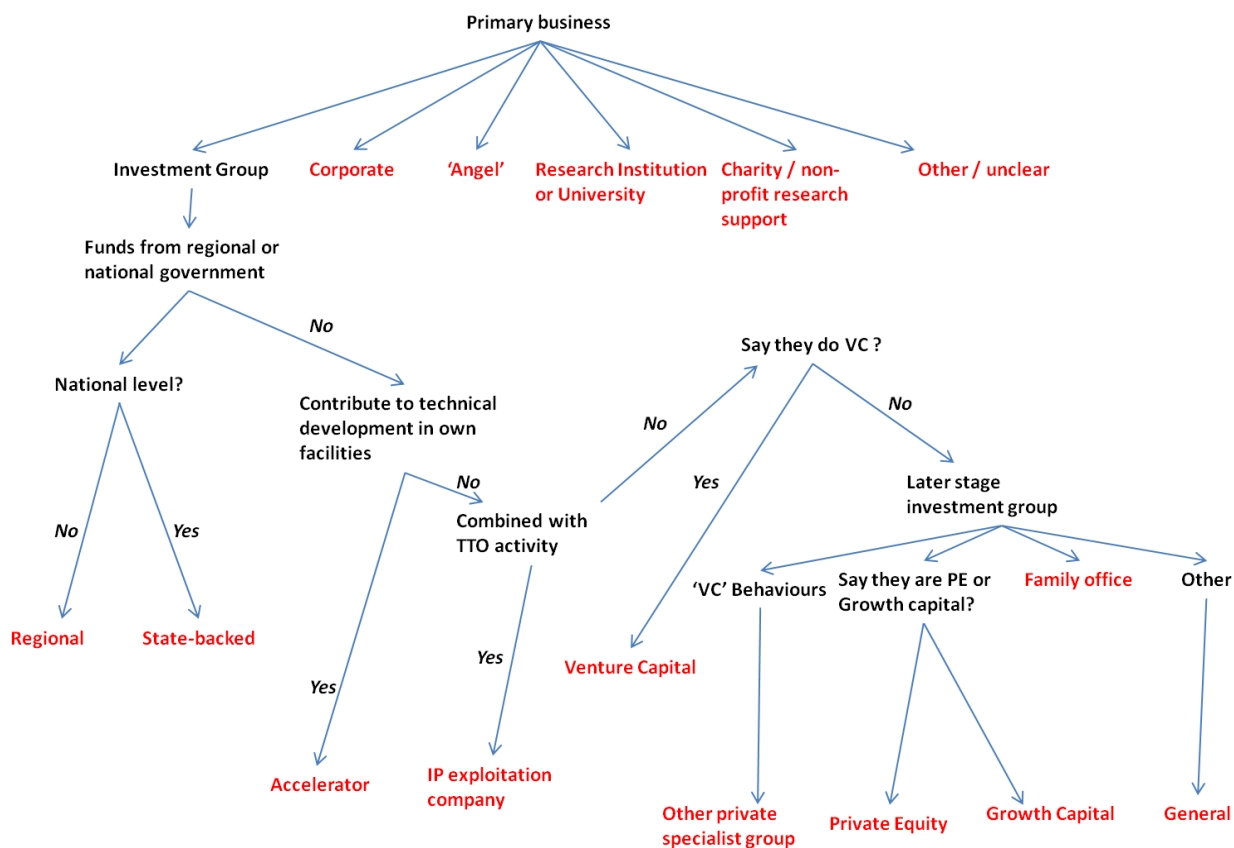 Primary business
Investment Group
Corporate
‘Angel’
Research Institution
or University
Charity / non-
profit research
support
Other / unclear
Funds from regional or
national government
No
Say they do VC ?
National level?
Contribute to technical
development in own
facilities
No
No
Later stage
investment group
No
Yes
No
Yes
Combined with
TTO activity
‘VC’ Behaviours
Say they are PE or
Growth capital?
Family office
Other
Regional
State-backed
Yes
Yes
Venture Capital
Accelerator
IP exploitation
company
Other private
specialist group
Private Equity
Growth Capital
General